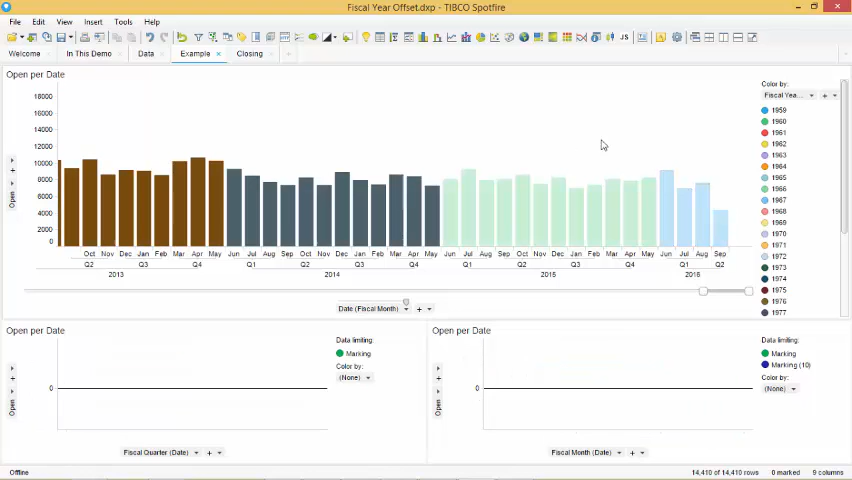 Fiscal Year Offset.dxp - TIBCO Spotfire
File Edit View Insert Tools Help
JS
Welcome In This Demo Data Example × Closing +
Open per Date
18000
16000
14000
12000
10000
8000
6000
4000
2000
0
Open
Oct Nov Dec Jan Feb Mar Apr May Jun Jul Aug Sep Oct Nov Dec Jan Feb Mar Apr May Jun Jul Aug Sep Oct Nov Dec Jan Feb Mar Apr May Jun Jul Aug Sep
Q2 Q3 Q4 Q1 Q2 Q3 Q4 Q1 Q2 Q3 Q4 Q1 Q2
2013 2014 2015 2016
Date (Fiscal Month) +
Color by:
Fiscal Yea... +
1959
1960
1961
1962
1963
1964
1965
1966
1967
1968
1969
1970
1971
1972
1973
1974
1975
1976
1977
Open per Date
0
Open
Fiscal Quarter (Date) +
Data limiting:
Marking
Color by:
(None)
Open per Date
0
Open
Fiscal Month (Date) +
Data limiting:
Marking
Marking (10)
Color by:
(None)
Offline 14,410 of 14,410 rows 0 marked 9 columns